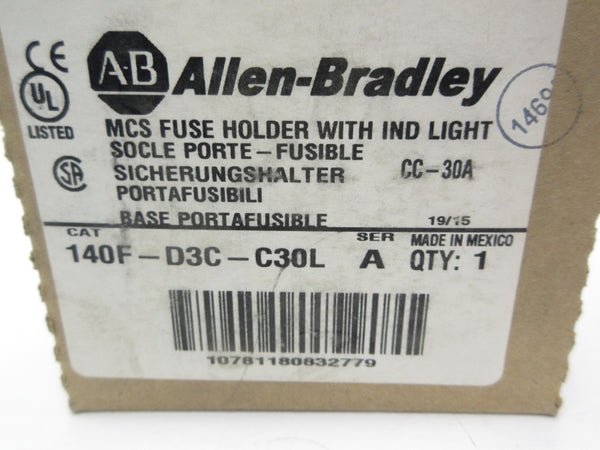 CE
UL
LISTED
SA
AB Allen-Bradley
MCS FUSE HOLDER WITH IND LIGHT
SOCLE PORTE-FUSIBLE
SICHERUNGSHALTER CC-30A
PORTAFUSIBILI
BASE PORTAFUSIBLE 19/15
CAT SER MADE IN MEXICO
140F-D3C-C30L A QTY: 1
10781180832779